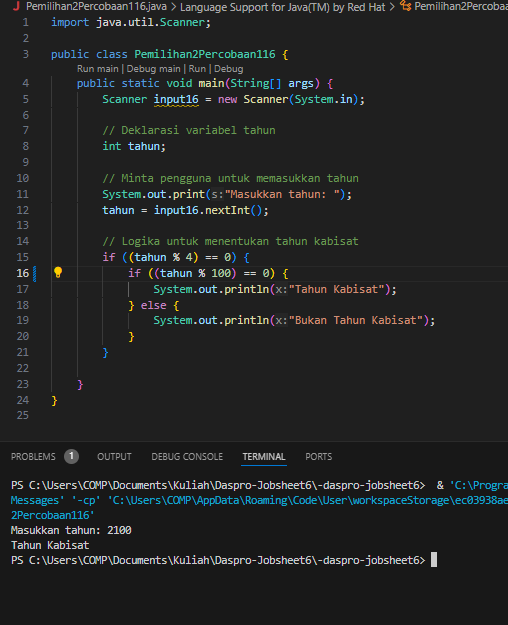 Pemilihan2Percobaan116.java > Language Support for Java(TM) by Red Hat > Pemilihan2Percobaa
1 import java.util.Scanner;
2
3 public class Pemilihan2Percobaan116 {
Run main | Debug main | Run | Debug
4 public static void main(String[] args) {
5 Scanner input16 = new Scanner(System.in);
6
7 // Deklarasi variabel tahun
8 int tahun;
9
10 // Minta pengguna untuk memasukkan tahun
11 System.out.print(s:"Masukkan tahun: ");
12 tahun = input16.nextInt();
13
14 // Logika untuk menentukan tahun kabisat
15 if ((tahun % 4) == 0) {
16 if ((tahun % 100) == 0) {
17 System.out.println(x:"Tahun Kabisat");
18 } else {
19 System.out.println(x:"Bukan Tahun Kabisat");
20 }
21 }
22
23 }
24 }
25
PROBLEMS 1 OUTPUT DEBUG CONSOLE TERMINAL PORTS
PS C:\Users\COMP\Documents\Kuliah\Daspro-Jobsheet6\-daspro-jobsheet6> & 'C:\Progra
Messages' '-cp' 'C:\Users\COMP\AppData\Roaming\Code\User\workspaceStorage\ec03938ae
2Percobaan116'
Masukkan tahun: 2100
Tahun Kabisat
PS C:\Users\COMP\Documents\Kuliah\Daspro-Jobsheet6\-daspro-jobsheet6>